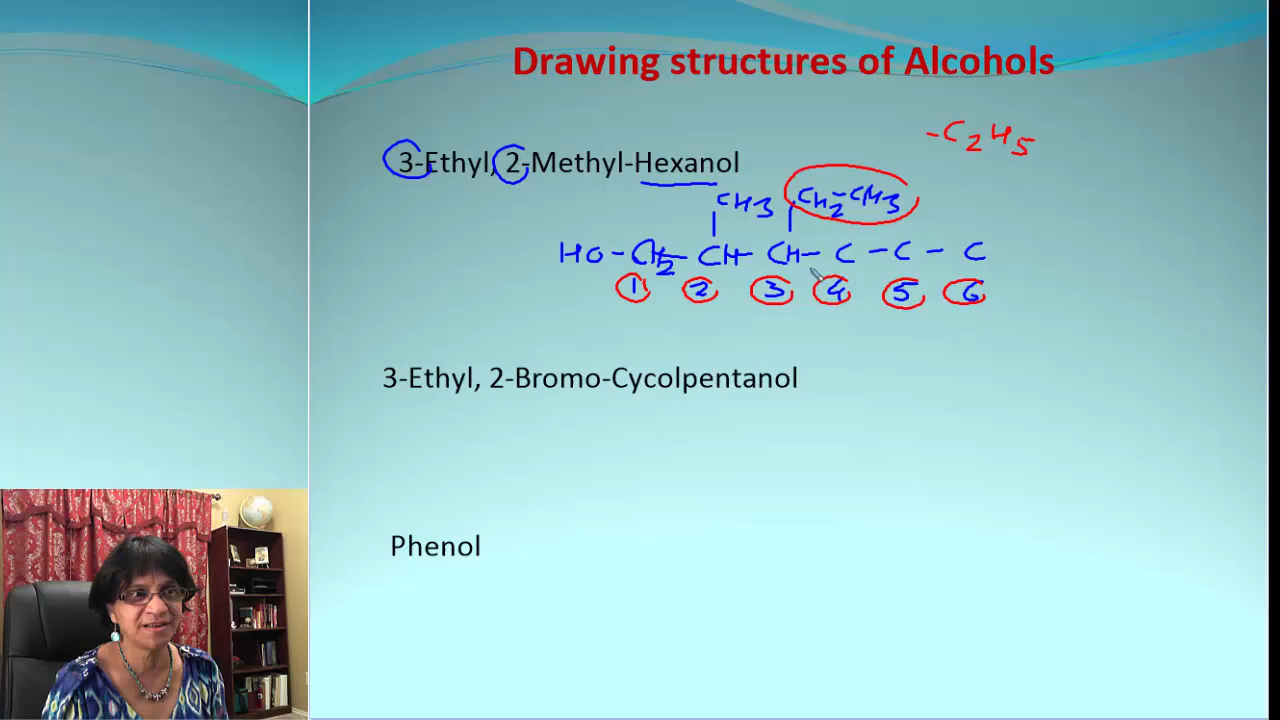 Drawing structures of Alcohols
-C2H5
3-Ethyl, 2-Methyl-Hexanol
CH3 CH2-CH3
HO-CH2-CH-CH-C-C-C
1 2 3 4 5 6
3-Ethyl, 2-Bromo-Cycolpentanol
Phenol